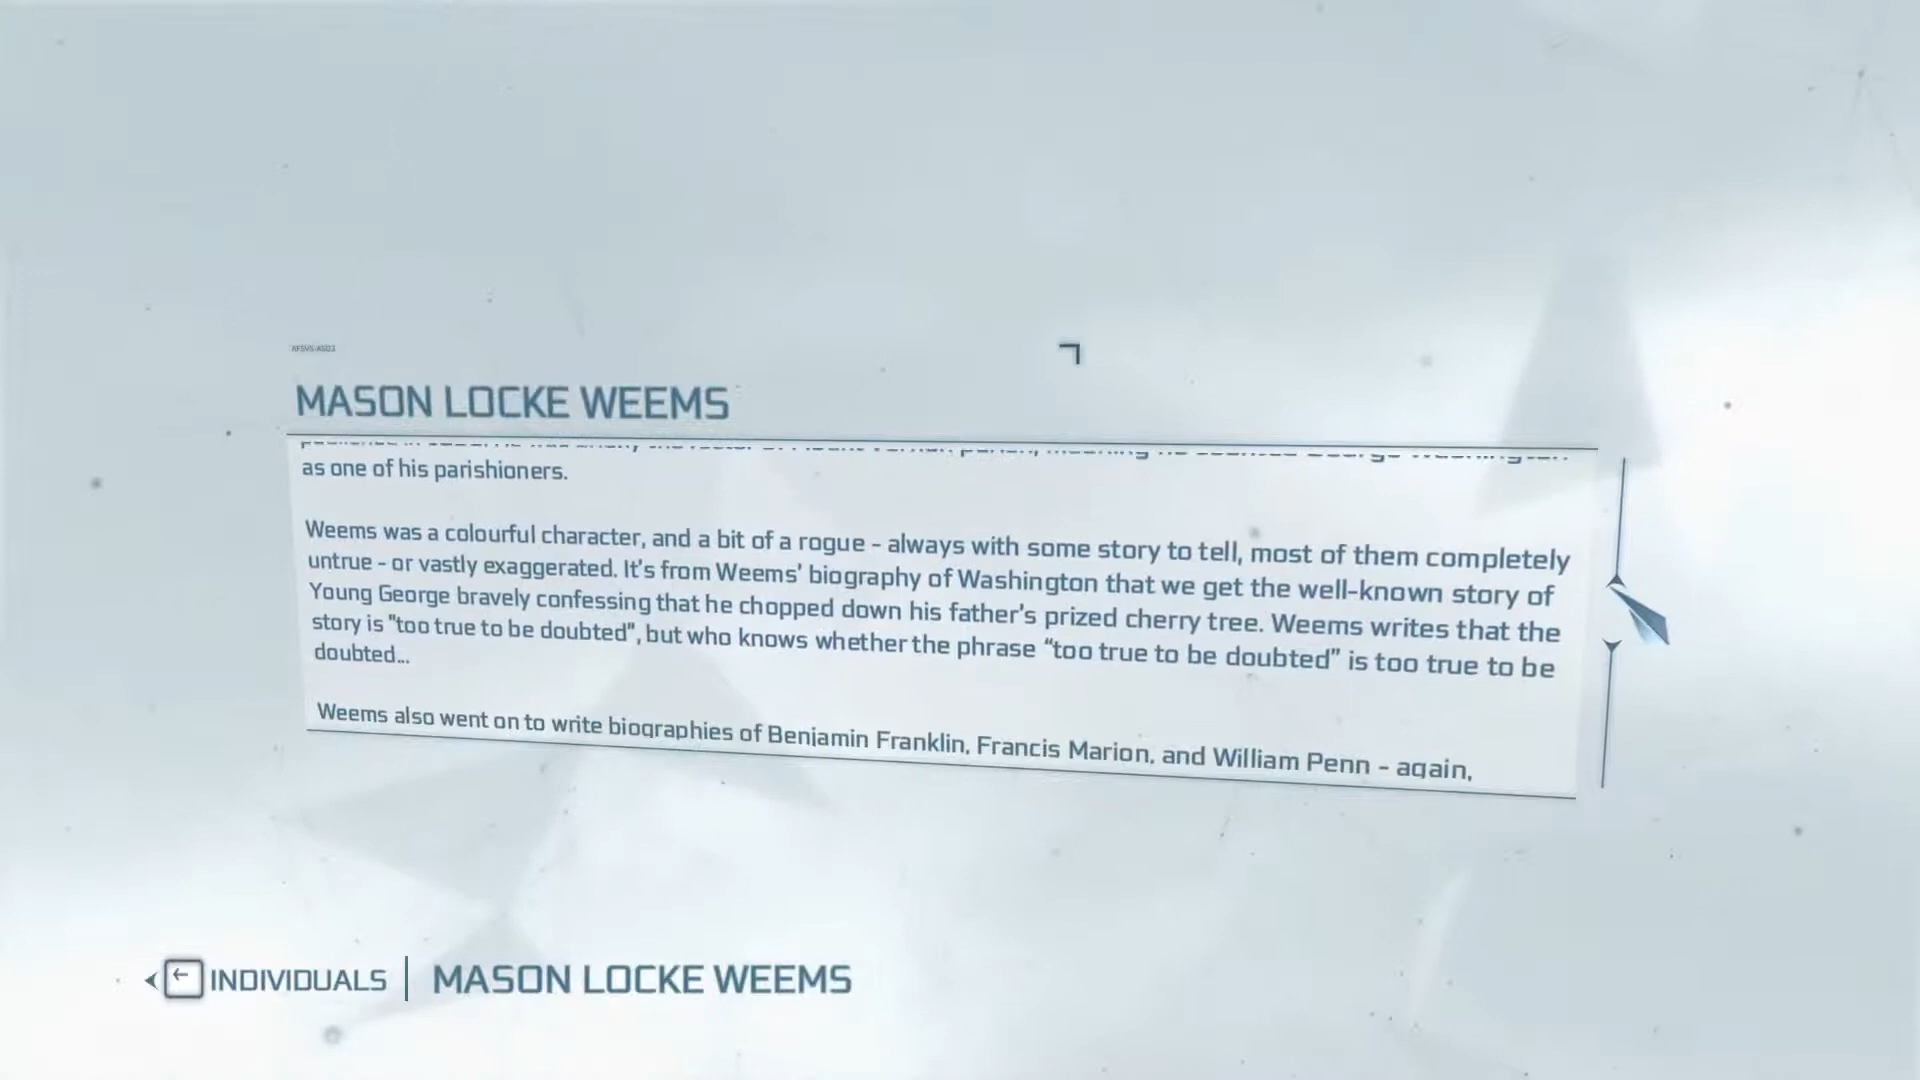 AFSVS-AS03
MASON LOCKE WEEMS
as one of his parishioners.
Weems was a colourful character, and a bit of a rogue - always with some story to tell, most of them completely
untrue - or vastly exaggerated. It's from Weems' biography of Washington that we get the well-known story of
Young George bravely confessing that he chopped down his father's prized cherry tree. Weems writes that the
story is "too true to be doubted", but who knows whether the phrase “too true to be doubted” is too true to be
doubted...
Weems also went on to write biographies of Benjamin Franklin, Francis Marion, and William Penn - again,
INDIVIDUALS
MASON LOCKE WEEMS